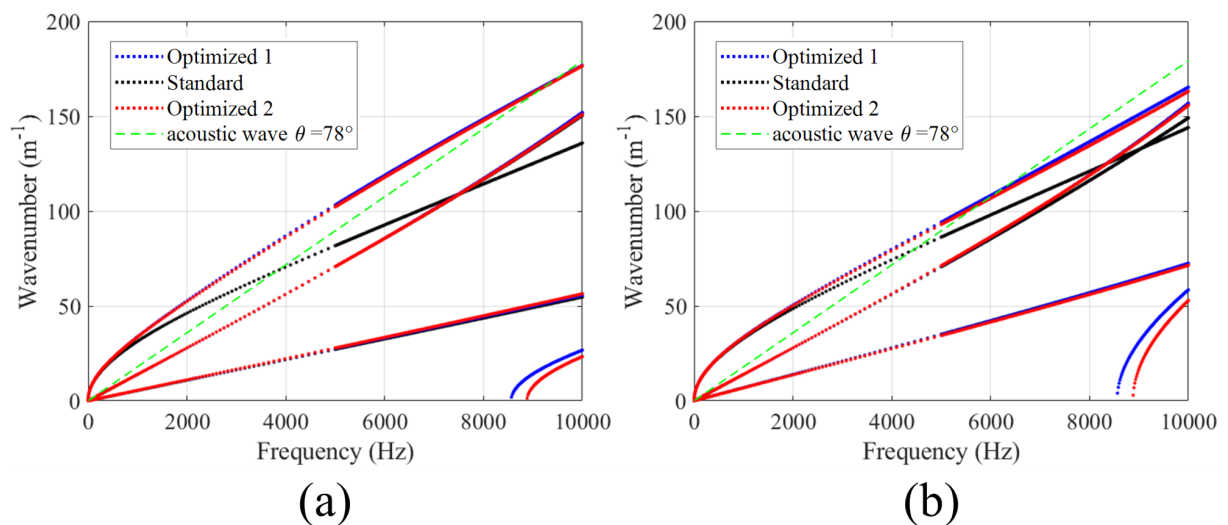 200
150
100
50
0
Wavenumber (m⁻¹)
Optimized 1
Standard
Optimized 2
acoustic wave θ =78°
0 2000 4000 6000 8000 10000
Frequency (Hz)
(a)
200
150
100
50
0
Wavenumber (m⁻¹)
Optimized 1
Standard
Optimized 2
acoustic wave θ =78°
0 2000 4000 6000 8000 10000
Frequency (Hz)
(b)